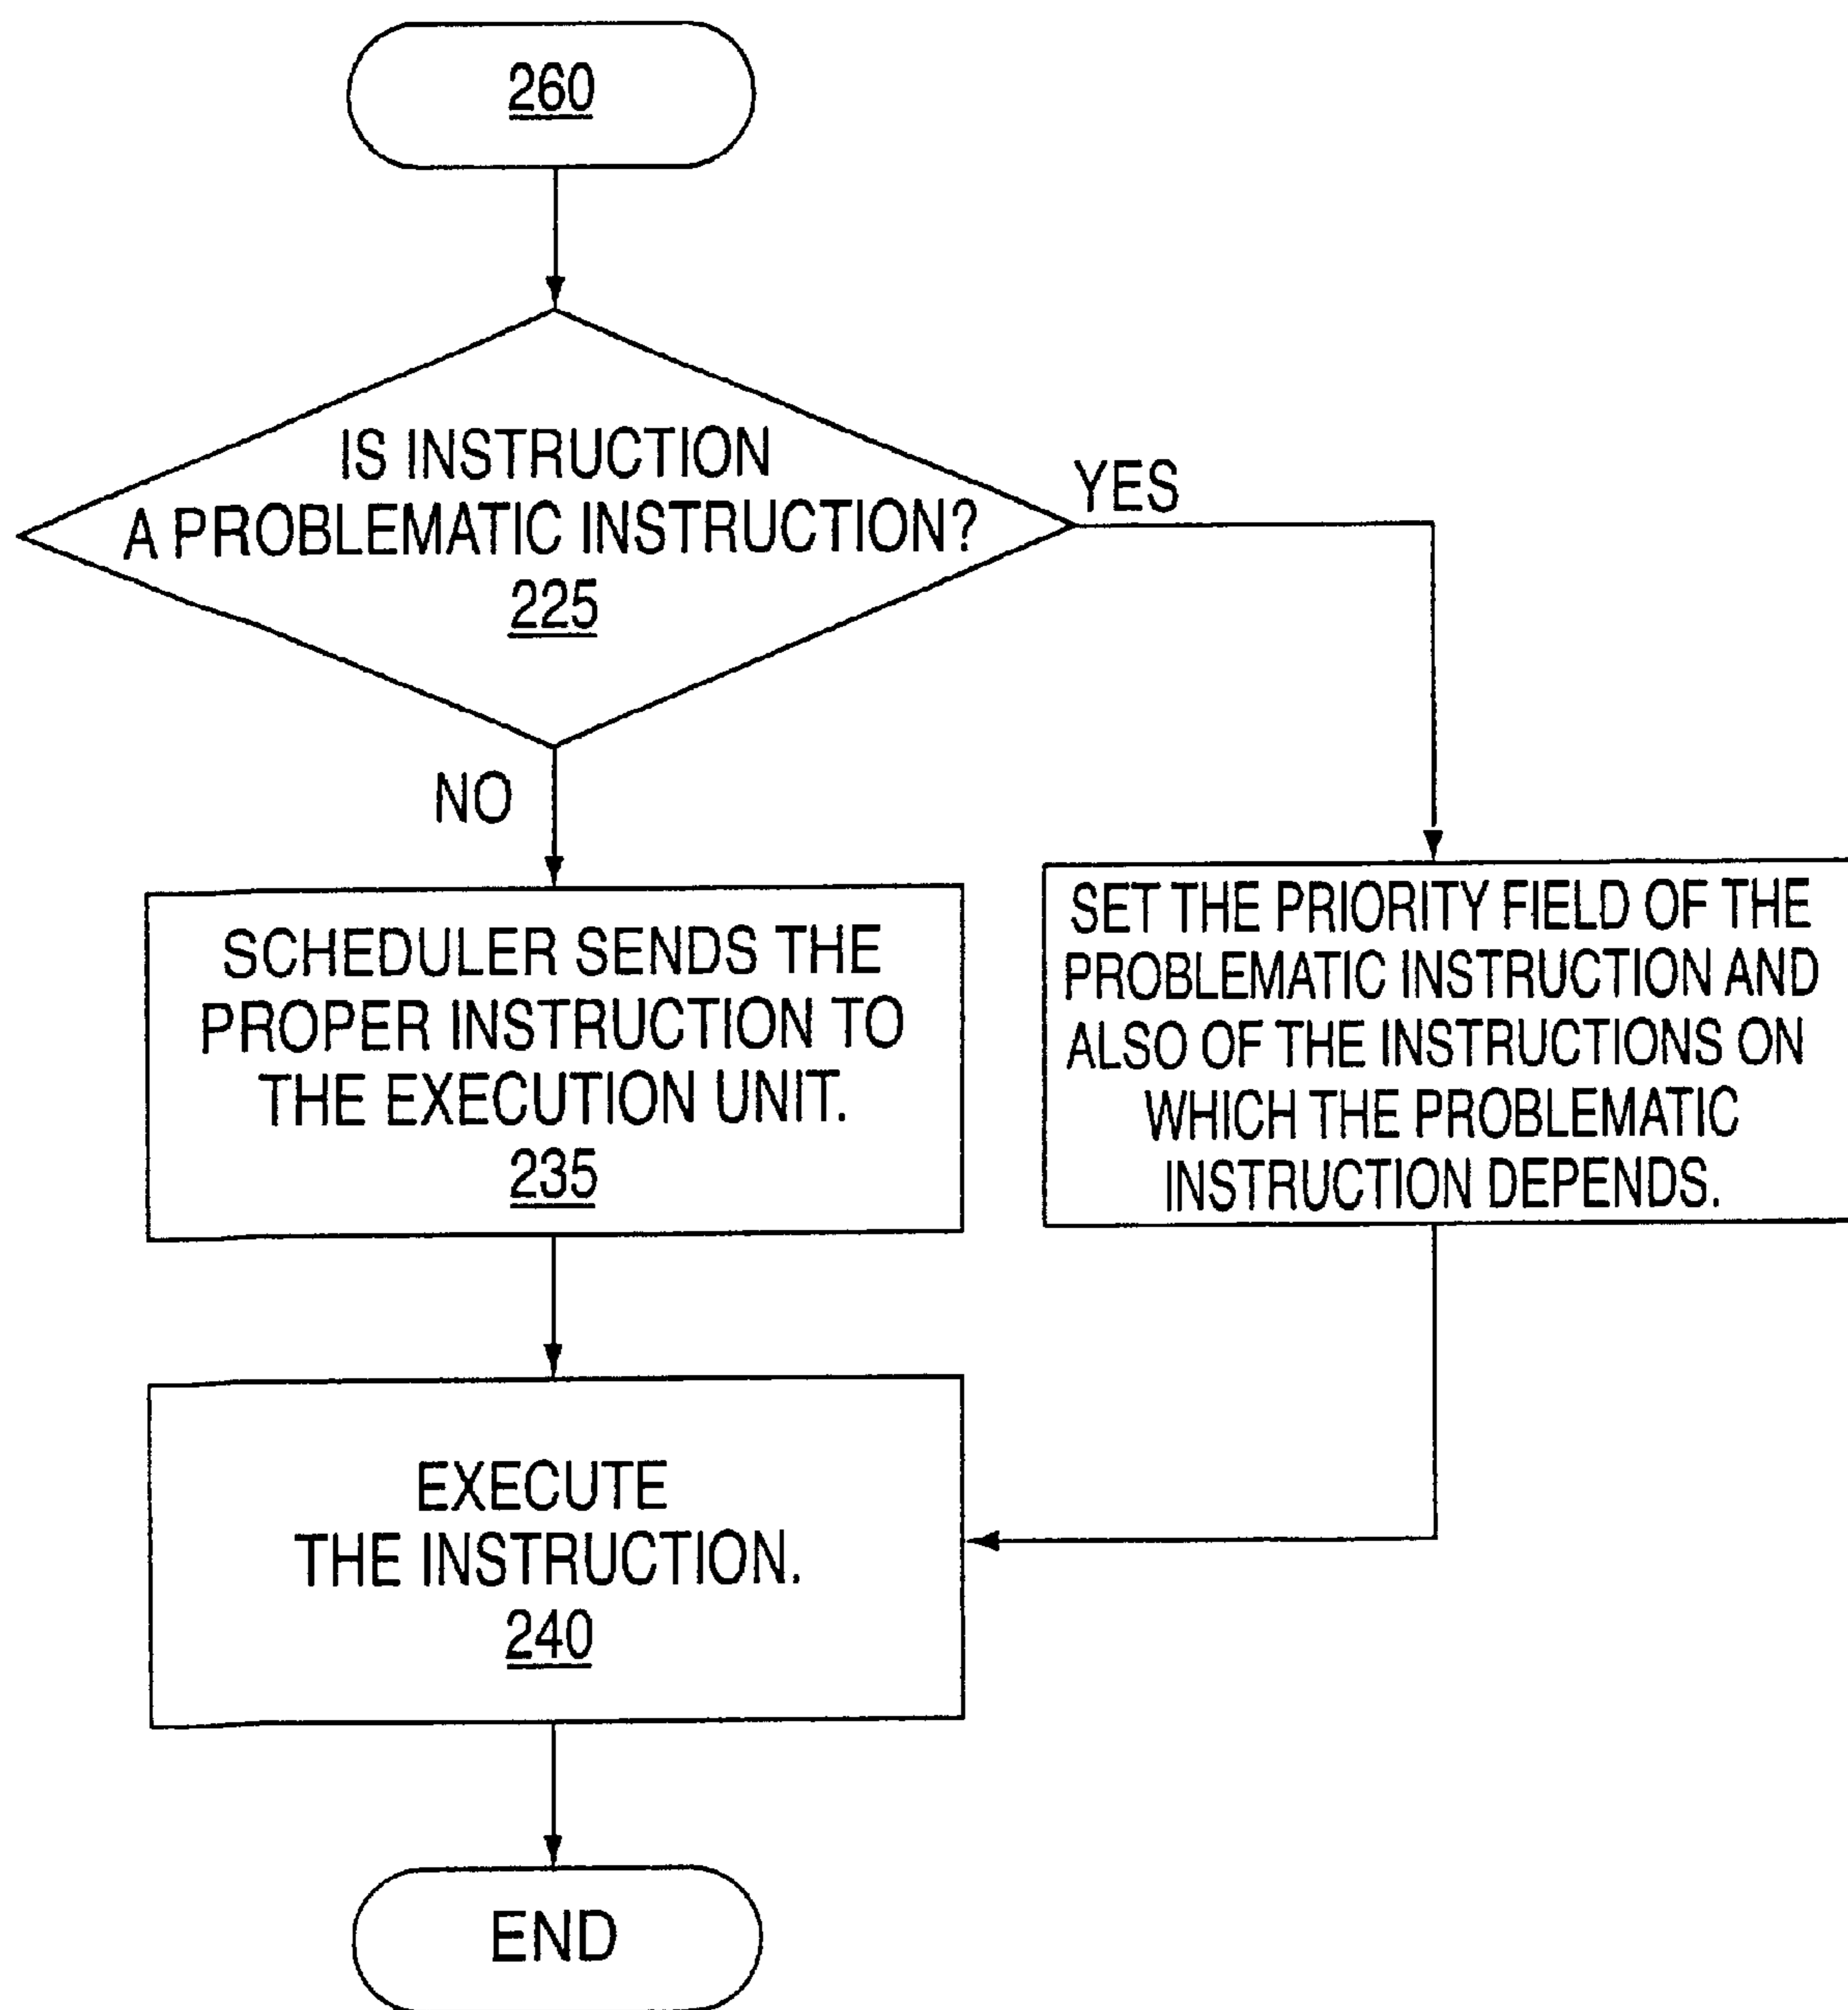 260
IS INSTRUCTION
A PROBLEMATIC INSTRUCTION?
225
YES
NO
SCHEDULER SENDS THE
PROPER INSTRUCTION TO
THE EXECUTION UNIT.
235
SET THE PRIORITY FIELD OF THE
PROBLEMATIC INSTRUCTION AND
ALSO OF THE INSTRUCTIONS ON
WHICH THE PROBLEMATIC
INSTRUCTION DEPENDS.
EXECUTE
THE INSTRUCTION.
240
END